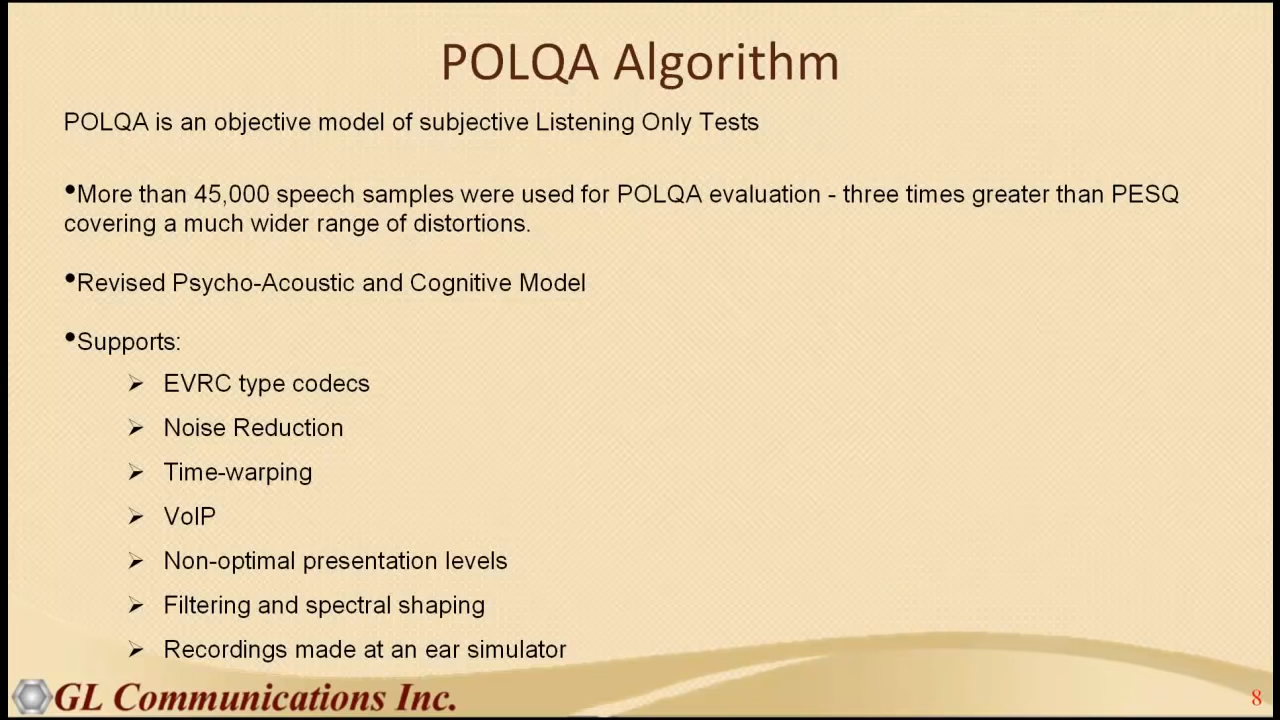 POLQA Algorithm
POLQA is an objective model of subjective Listening Only Tests
•More than 45,000 speech samples were used for POLQA evaluation - three times greater than PESQ
covering a much wider range of distortions.
•Revised Psycho-Acoustic and Cognitive Model
•Supports:
➢ EVRC type codecs
➢ Noise Reduction
➢ Time-warping
➢ VoIP
➢ Non-optimal presentation levels
➢ Filtering and spectral shaping
➢ Recordings made at an ear simulator
GL Communications Inc.
8